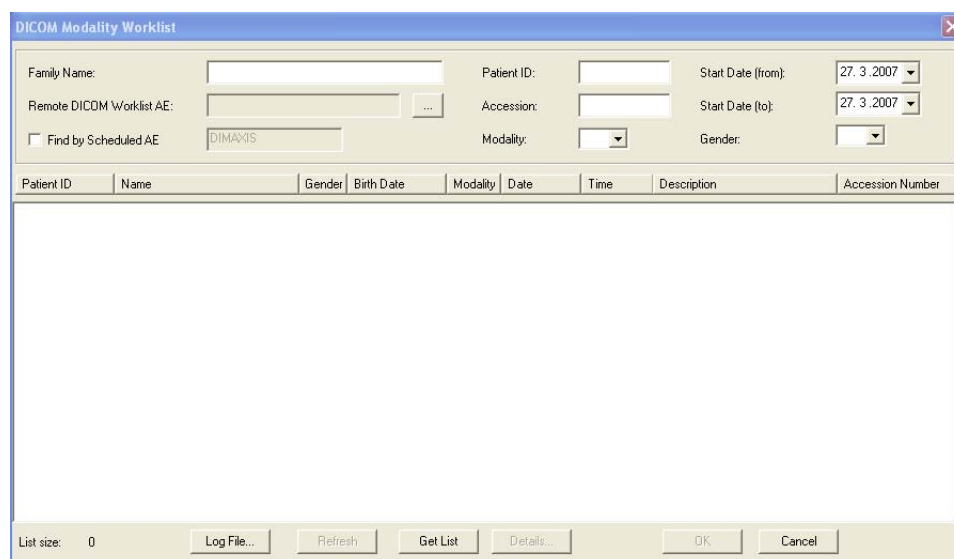 DICOM Modality Worklist
Family Name: Patient ID: Start Date (from): 27. 3 .2007
Remote DICOM Worklist AE: ... Accession: Start Date (to): 27. 3 .2007
Find by Scheduled AE DIMAXIS Modality: Gender:
Patient ID Name Gender Birth Date Modality Date Time Description Accession Number
List size: 0 Log File... Refresh Get List Details... OK Cancel